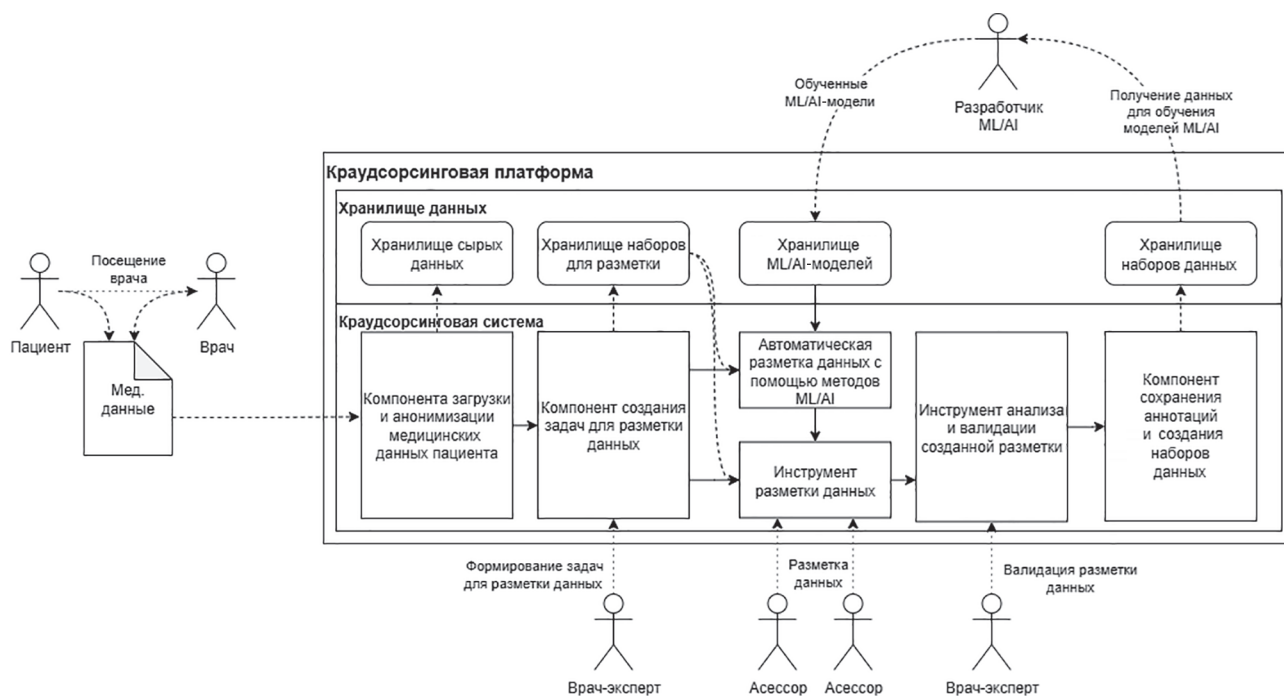 Обученные
ML/AI-модели
Разработчик
ML/AI
Получение данных
для обучения
моделей ML/AI
Краудсорсинговая платформа
Хранилище данных
Хранилище сырых
данных
Хранилище наборов
для разметки
Хранилище
ML/AI-моделей
Хранилище
наборов данных
Посещение
врача
Пациент
Врач
Мед.
данные
Краудсорсинговая система
Компонента загрузки
и анонимизации
медицинских
данных пациента
Компонент создания
задач для разметки
данных
Автоматическая
разметка данных с
помощью методов
ML/AI
Инструмент
разметки данных
Инструмент анализа
и валидации
созданной разметки
Компонент
сохранения
аннотаций
и создания
наборов
данных
Формирование задач
для разметки данных
Разметка
данных
Валидация разметки
данных
Врач-эксперт
Асессор
Асессор
Врач-эксперт